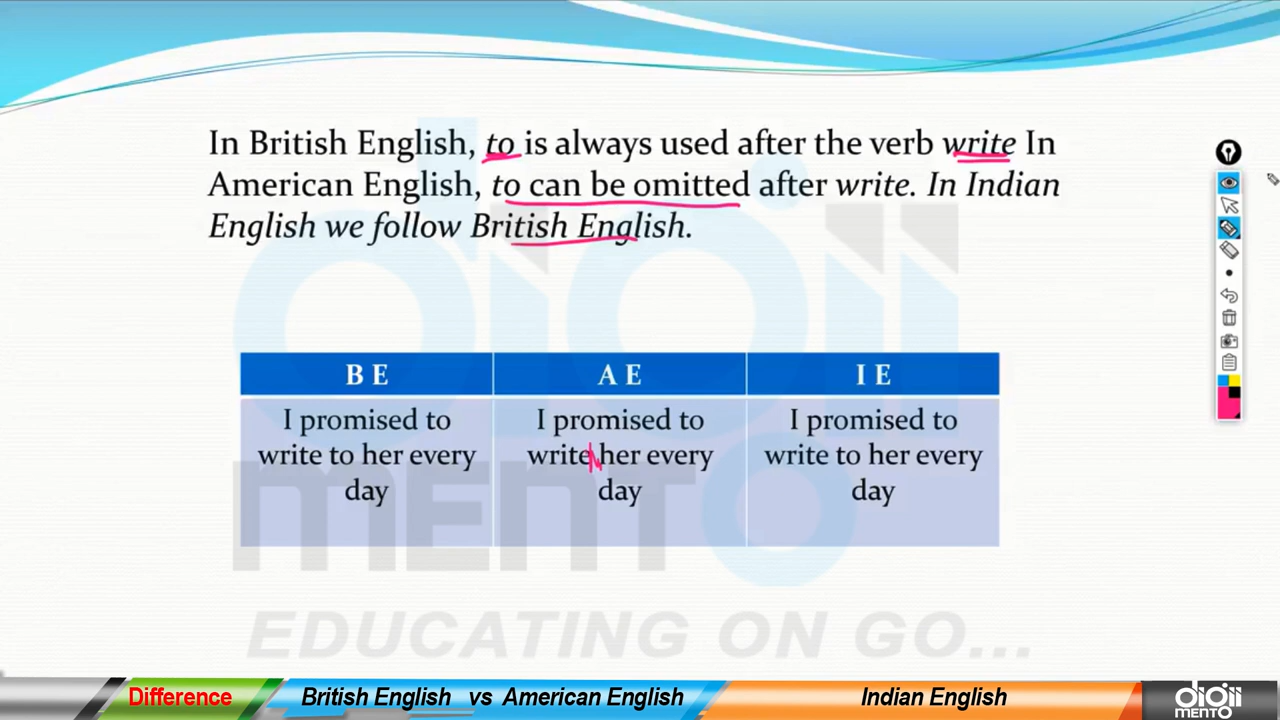 In British English, to is always used after the verb write In
American English, to can be omitted after write. In Indian
English we follow British English.
B E
A E
I E
I promised to
write to her every
day
I promised to
write her every
day
I promised to
write to her every
day
digii
MENTO
EDUCATING ON GO...
Difference
British English vs American English
Indian English
digii
MENTO